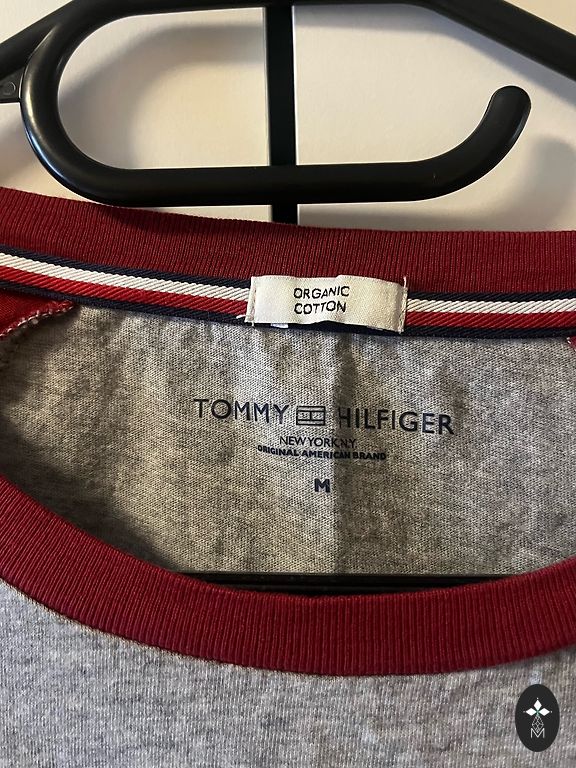 ORGANIC
COTTON
TOMMY HILFIGER
NEW YORK N.Y.
ORIGINAL AMERICAN BRAND
M
M